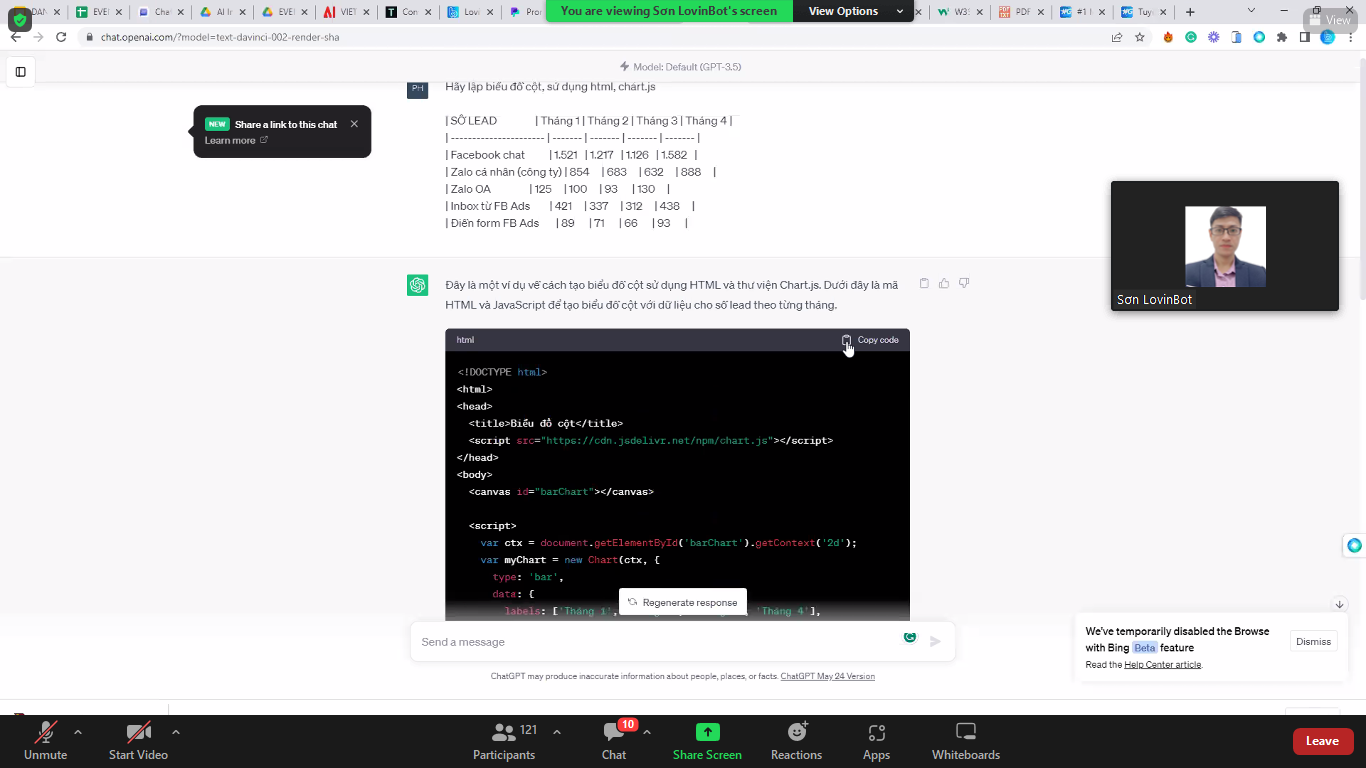 DAN
EVEI
Cha
AI In
EVE
VIET
Con
Lovi
Pro
You are viewing Sơn LovinBot's screen
View Options
W3S
PDF
#1 I
Tuy
View
chat.openai.com/?model=text-davinci-002-render-sha
Model: Default (GPT-3.5)
PH
Hãy lập biểu đồ cột, sử dụng html, chart.js
NEW Share a link to this chat
Learn more
| SỐ LEAD | Tháng 1 | Tháng 2 | Tháng 3 | Tháng 4 |
| ---------------------- | ------- | ------- | ------- | ------- |
| Facebook chat | 1.521 | 1.217 | 1.126 | 1.582 |
| Zalo cá nhân (công ty) | 854 | 683 | 632 | 888 |
| Zalo OA | 125 | 100 | 93 | 130 |
| Inbox từ FB Ads | 421 | 337 | 312 | 438 |
| Điền form FB Ads | 89 | 71 | 66 | 93 |
Sơn LovinBot
Đây là một ví dụ về cách tạo biểu đồ cột sử dụng HTML và thư viện Chart.js. Dưới đây là mã
HTML và JavaScript để tạo biểu đồ cột với dữ liệu cho số lead theo từng tháng.
html
Copy code
<!DOCTYPE html>
<html>
<head>
<title>Biểu đồ cột</title>
<script src="https://cdn.jsdelivr.net/npm/chart.js"></script>
</head>
<body>
<canvas id="barChart"></canvas>
<script>
var ctx = document.getElementById('barChart').getContext('2d');
var myChart = new Chart(ctx, {
type: 'bar',
data: {
labels: ['Tháng 1', 'Tháng 4'],
Regenerate response
Send a message
We've temporarily disabled the Browse
with Bing Beta feature
Read the Help Center article.
Dismiss
ChatGPT may produce inaccurate information about people, places, or facts. ChatGPT May 24 Version
Unmute
Start Video
121
Participants
10
Chat
Share Screen
Reactions
Apps
Whiteboards
Leave